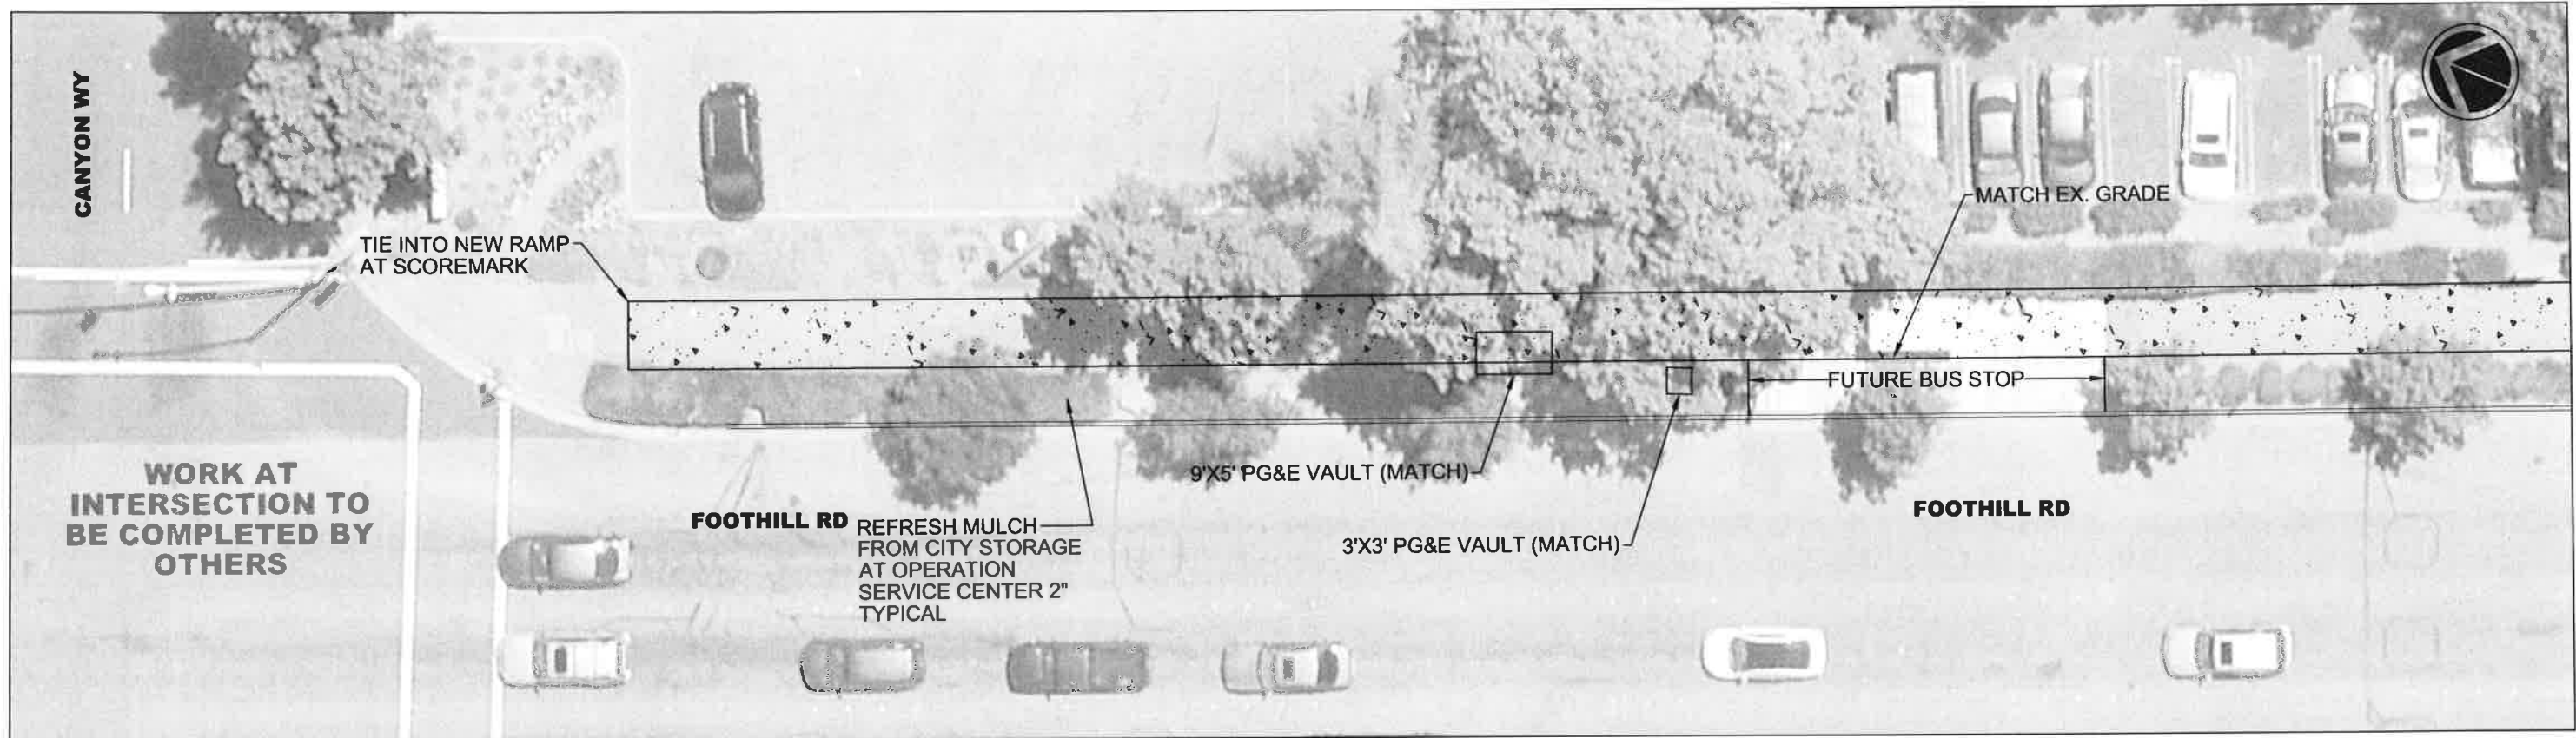 CANYON WY
TIE INTO NEW RAMP
AT SCOREMARK
MATCH EX. GRADE
FUTURE BUS STOP
9'X5' PG&E VAULT (MATCH)
3'X3' PG&E VAULT (MATCH)
WORK AT
INTERSECTION TO
BE COMPLETED BY
OTHERS
FOOTHILL RD
REFRESH MULCH
FROM CITY STORAGE
AT OPERATION
SERVICE CENTER 2"
TYPICAL
FOOTHILL RD